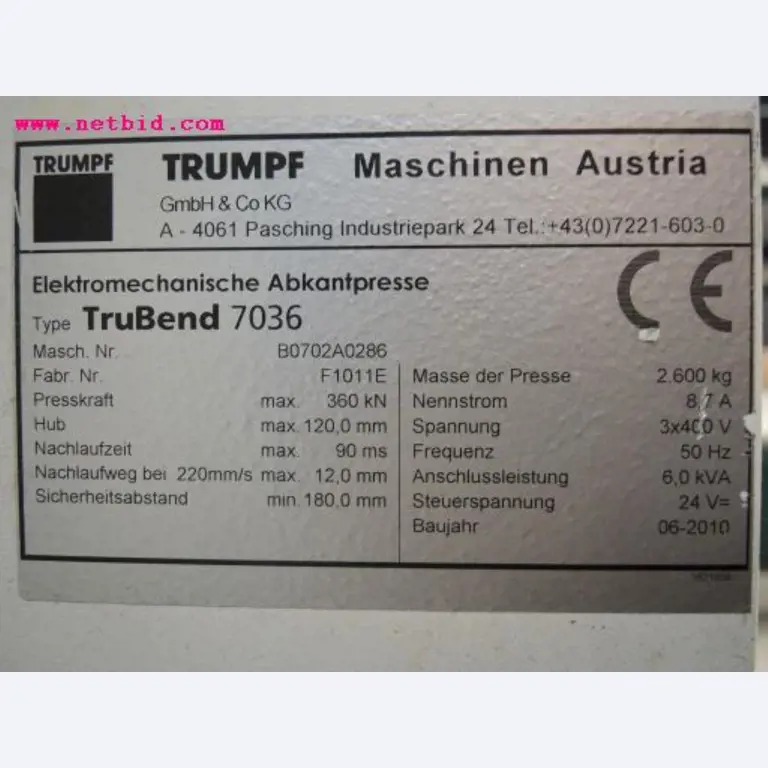 www.netbid.com
TRUMPF
TRUMPF Maschinen Austria
GmbH & Co KG
A - 4061 Pasching Industriepark 24 Tel.:+43(0)7221-603-0
Elektromechanische Abkantpresse
CE
Type TruBend 7036
Masch. Nr. B0702A0286
Fabr. Nr. F1011E
Presskraft max. 360 kN
Hub max. 120,0 mm
Nachlaufzeit max. 90 ms
Nachlaufweg bei 220mm/s max. 12,0 mm
Sicherheitsabstand min. 180,0 mm
Masse der Presse 2.600 kg
Nennstrom 8,7 A
Spannung 3x400 V
Frequenz 50 Hz
Anschlussleistung 6,0 kVA
Steuerspannung 24 V=
Baujahr 06-2010